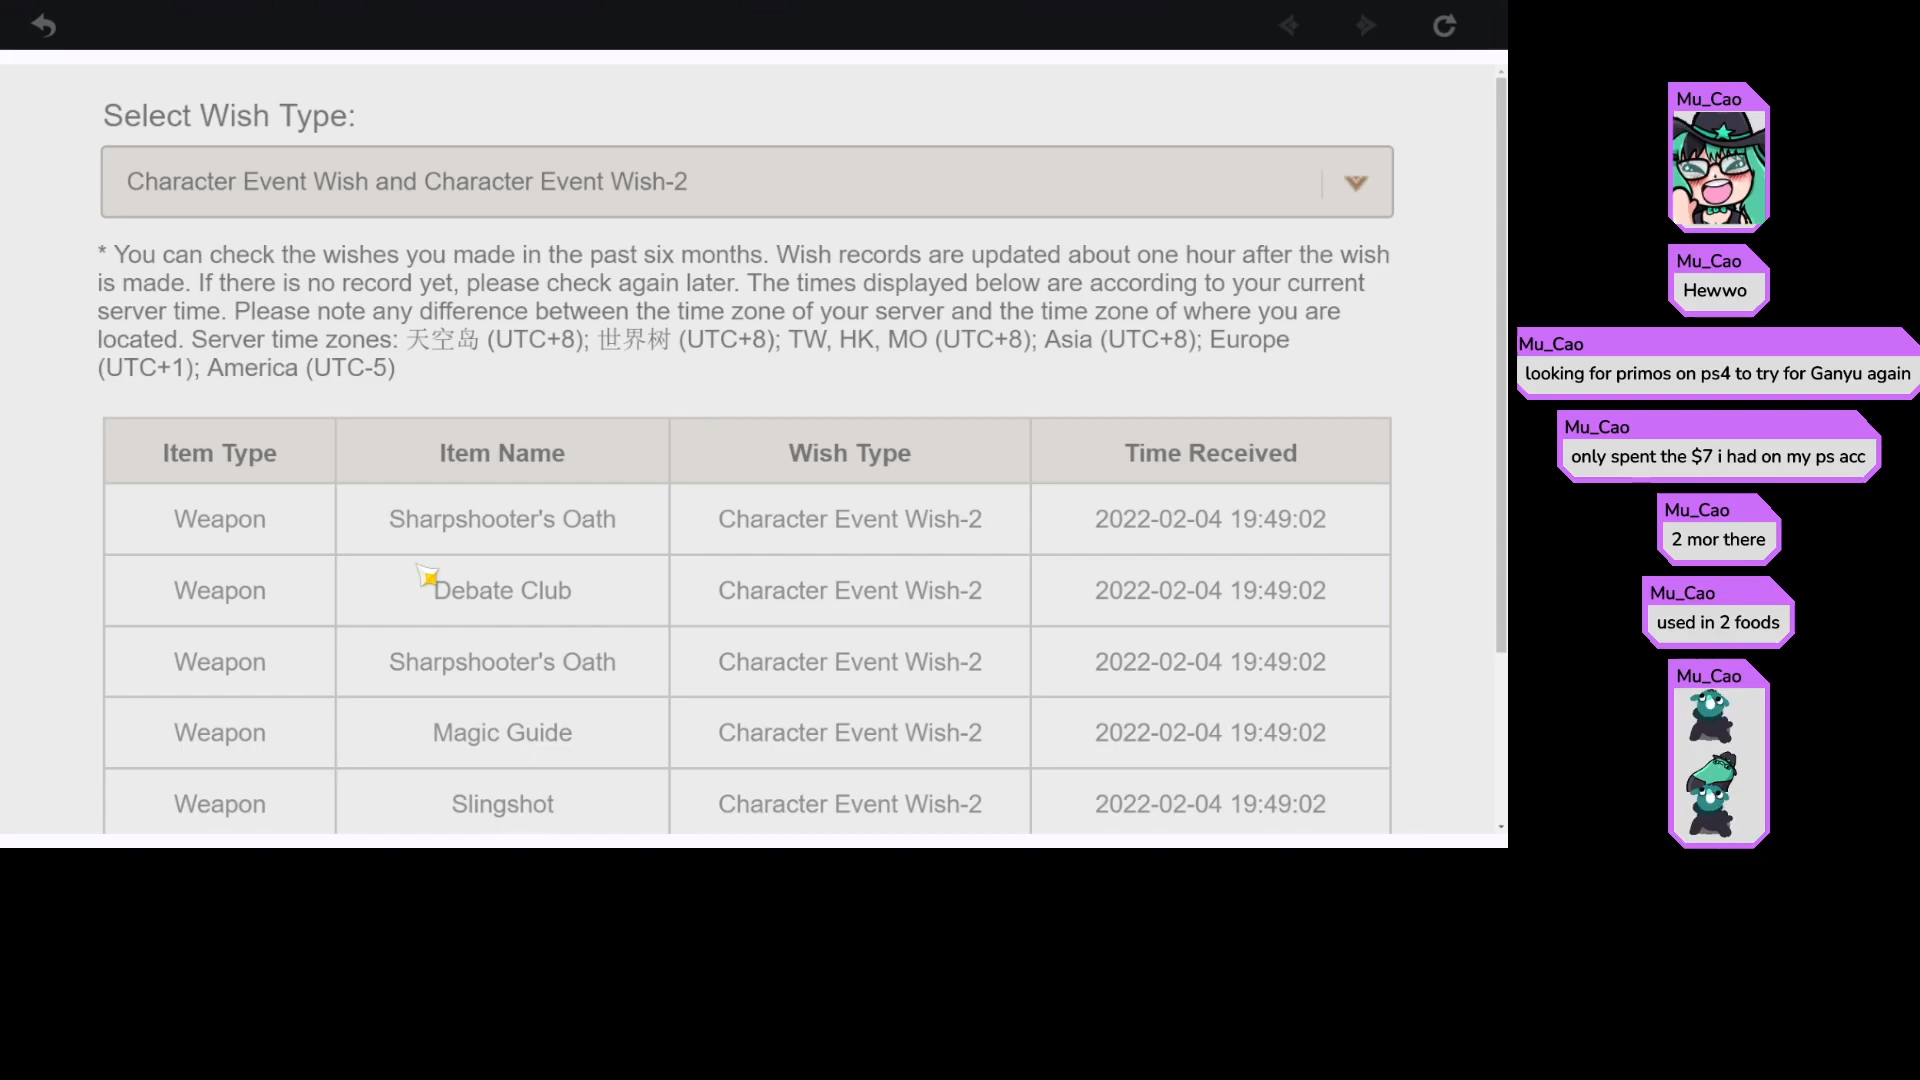 Select Wish Type:
Character Event Wish and Character Event Wish-2
* You can check the wishes you made in the past six months. Wish records are updated about one hour after the wish
is made. If there is no record yet, please check again later. The times displayed below are according to your current
server time. Please note any difference between the time zone of your server and the time zone of where you are
located. Server time zones: 天空岛 (UTC+8); 世界树 (UTC+8); TW, HK, MO (UTC+8); Asia (UTC+8); Europe
(UTC+1); America (UTC-5)
Item Type Item Name Wish Type Time Received
Weapon Sharpshooter's Oath Character Event Wish-2 2022-02-04 19:49:02
Weapon Debate Club Character Event Wish-2 2022-02-04 19:49:02
Weapon Sharpshooter's Oath Character Event Wish-2 2022-02-04 19:49:02
Weapon Magic Guide Character Event Wish-2 2022-02-04 19:49:02
Weapon Slingshot Character Event Wish-2 2022-02-04 19:49:02
Mu_Cao
Mu_Cao
Hewwo
Mu_Cao
looking for primos on ps4 to try for Ganyu again
Mu_Cao
only spent the $7 i had on my ps acc
Mu_Cao
2 mor there
Mu_Cao
used in 2 foods
Mu_Cao